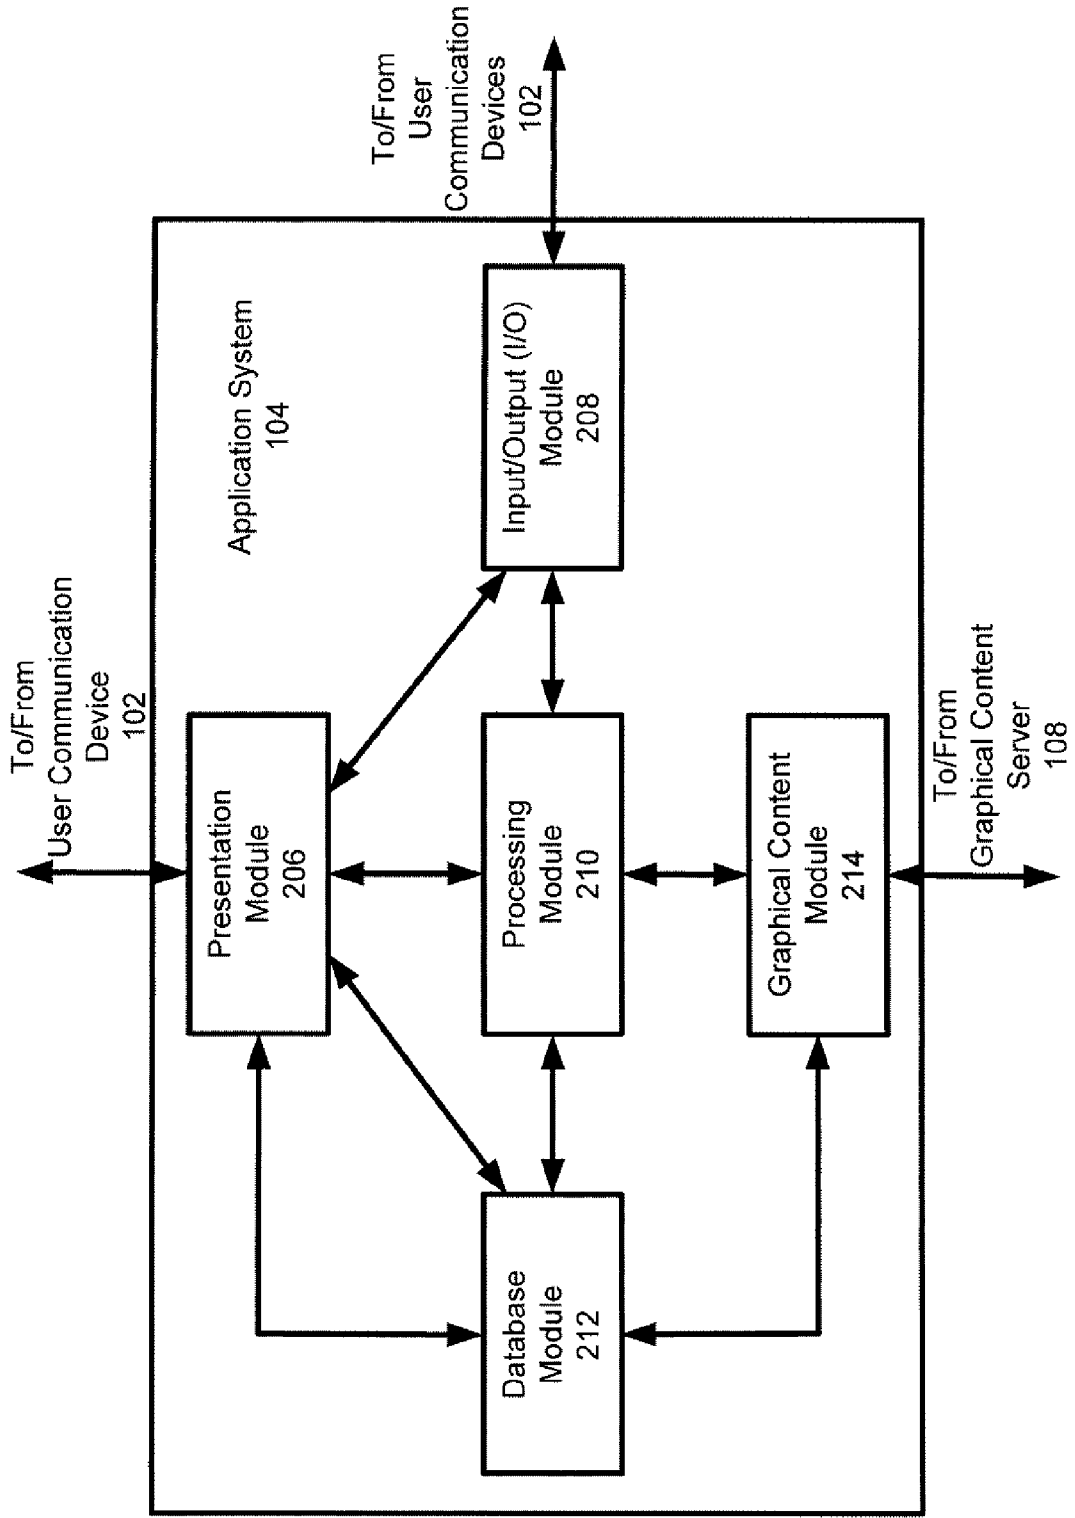 To/From
User Communication
Device
102
Application System
104
To/From
User
Communication
Devices
102
Presentation
Module
206
Database
Module
212
Processing
Module
210
Input/Output (I/O)
Module
208
Graphical Content
Module
214
To/From
Graphical Content
Server
108